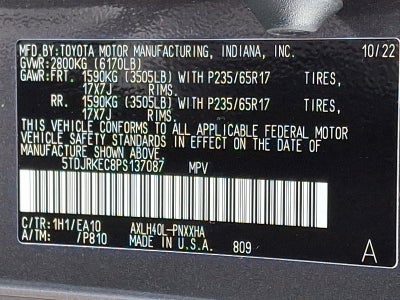 MFD.BY:TOYOTA MOTOR MANUFACTURING, INDIANA, INC. 10/22
GVWR:2800KG (6170LB)
GAWR:FRT. 1590KG (3505LB) WITH P235/65R17 TIRES,
17X7J RIMS.
RR. 1590KG (3505LB) WITH P235/65R17 TIRES,
17X7J RIMS.
THIS VEHICLE CONFORMS TO ALL APPLICABLE FEDERAL MOTOR
VEHICLE SAFETY STANDARDS IN EFFECT ON THE DATE OF
MANUFACTURE SHOWN ABOVE.
5TDJRKEC8PS137087 MPV
C/TR:1H1/EA10 AXLH40L-PNXXHA
A/TM: /P810 MADE IN U.S.A. 809 A